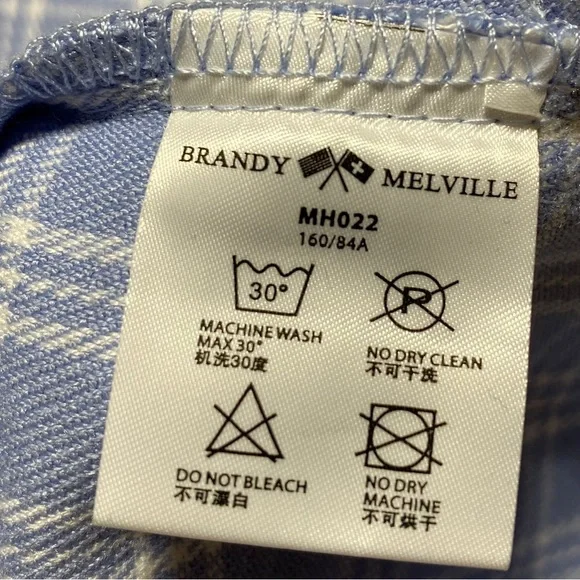 BRANDY MELVILLE
MH022
160/84A
30°
MACHINE WASH
MAX 30°
机洗30度
P
NO DRY CLEAN
不可干洗
DO NOT BLEACH
不可漂白
NO DRY
MACHINE
不可烘干